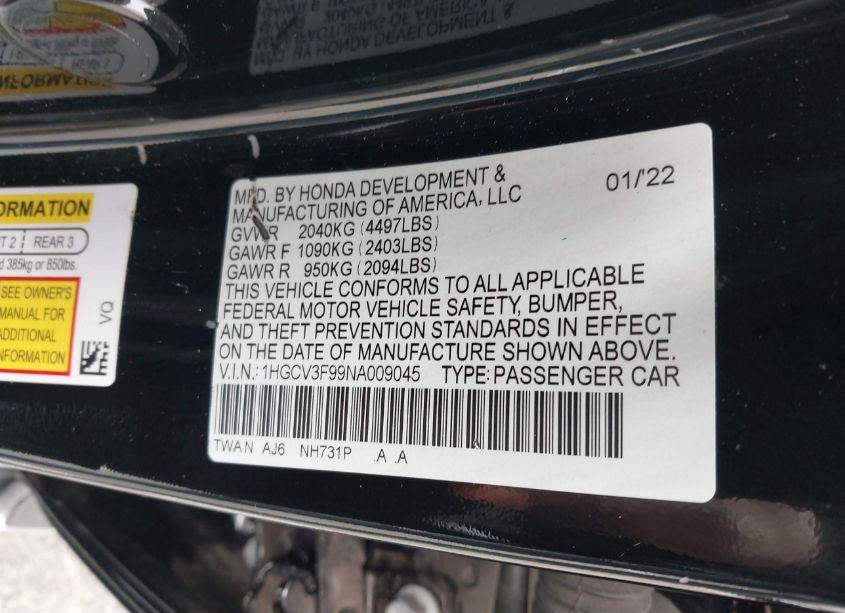 ORMATION
T 2 REAR 3
d 385kg or 850lbs.
SEE OWNER'S
MANUAL FOR
ADDITIONAL
INFORMATION
VQ
MFD. BY HONDA DEVELOPMENT & 01/'22
MANUFACTURING OF AMERICA, LLC
GVWR 2040KG (4497LBS)
GAWR F 1090KG (2403LBS)
GAWR R 950KG (2094LBS)
THIS VEHICLE CONFORMS TO ALL APPLICABLE
FEDERAL MOTOR VEHICLE SAFETY, BUMPER,
AND THEFT PREVENTION STANDARDS IN EFFECT
ON THE DATE OF MANUFACTURE SHOWN ABOVE.
V.I.N.: 1HGCV3F99NA009045 TYPE: PASSENGER CAR
TWAN AJ6 NH731P .A .A